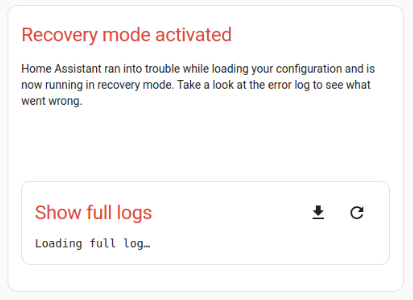 Recovery mode activated
Home Assistant ran into trouble while loading your configuration and is
now running in recovery mode. Take a look at the error log to see what
went wrong.
Show full logs
Loading full log…